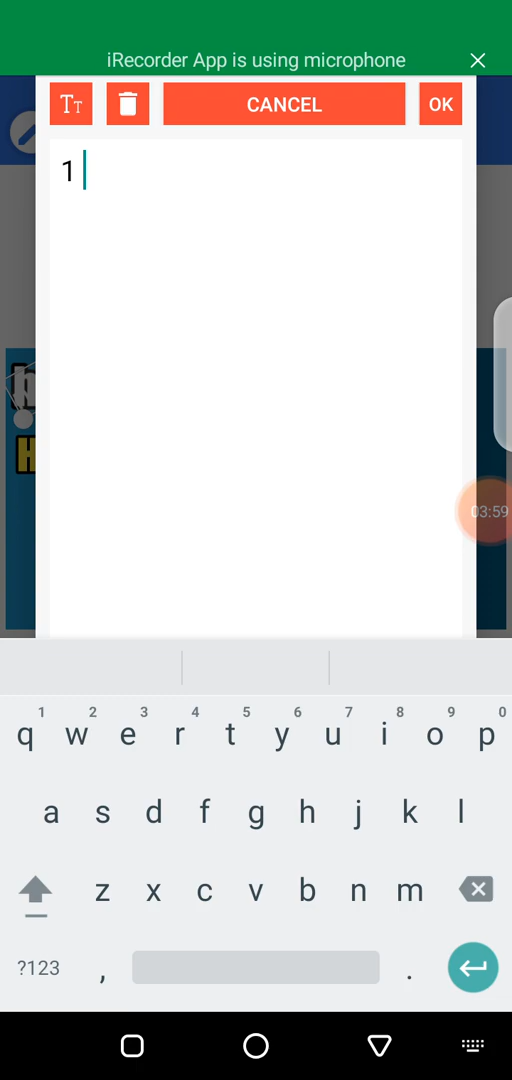 iRecorder App is using microphone
TT CANCEL OK
1
h
H
03:59
1 2 3 4 5 6 7 8 9 0
q w e r t y u i o p
a s d f g h j k l
z x c v b n m
?123 , .